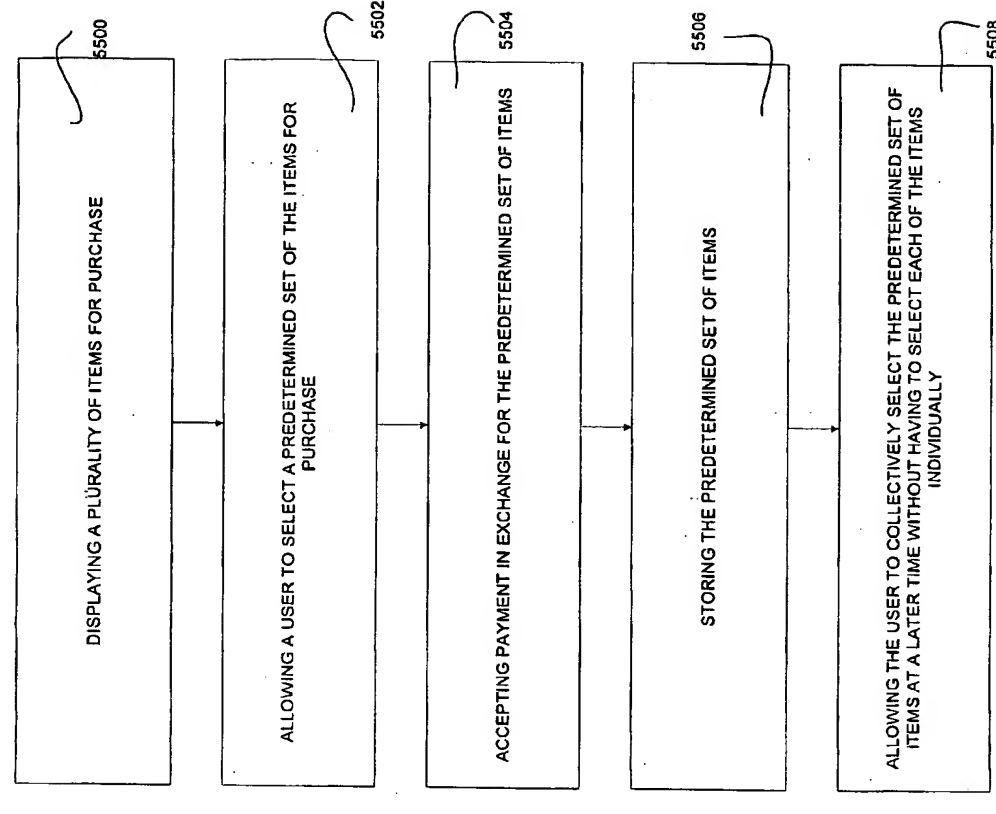 5500
DISPLAYING A PLURALITY OF ITEMS FOR PURCHASE
5502
ALLOWING A USER TO SELECT A PREDETERMINED SET OF THE ITEMS FOR
PURCHASE
5504
ACCEPTING PAYMENT IN EXCHANGE FOR THE PREDETERMINED SET OF ITEMS
5506
STORING THE PREDETERMINED SET OF ITEMS
5508
ALLOWING THE USER TO COLLECTIVELY SELECT THE PREDETERMINED SET OF
ITEMS AT A LATER TIME WITHOUT HAVING TO SELECT EACH OF THE ITEMS
INDIVIDUALLY